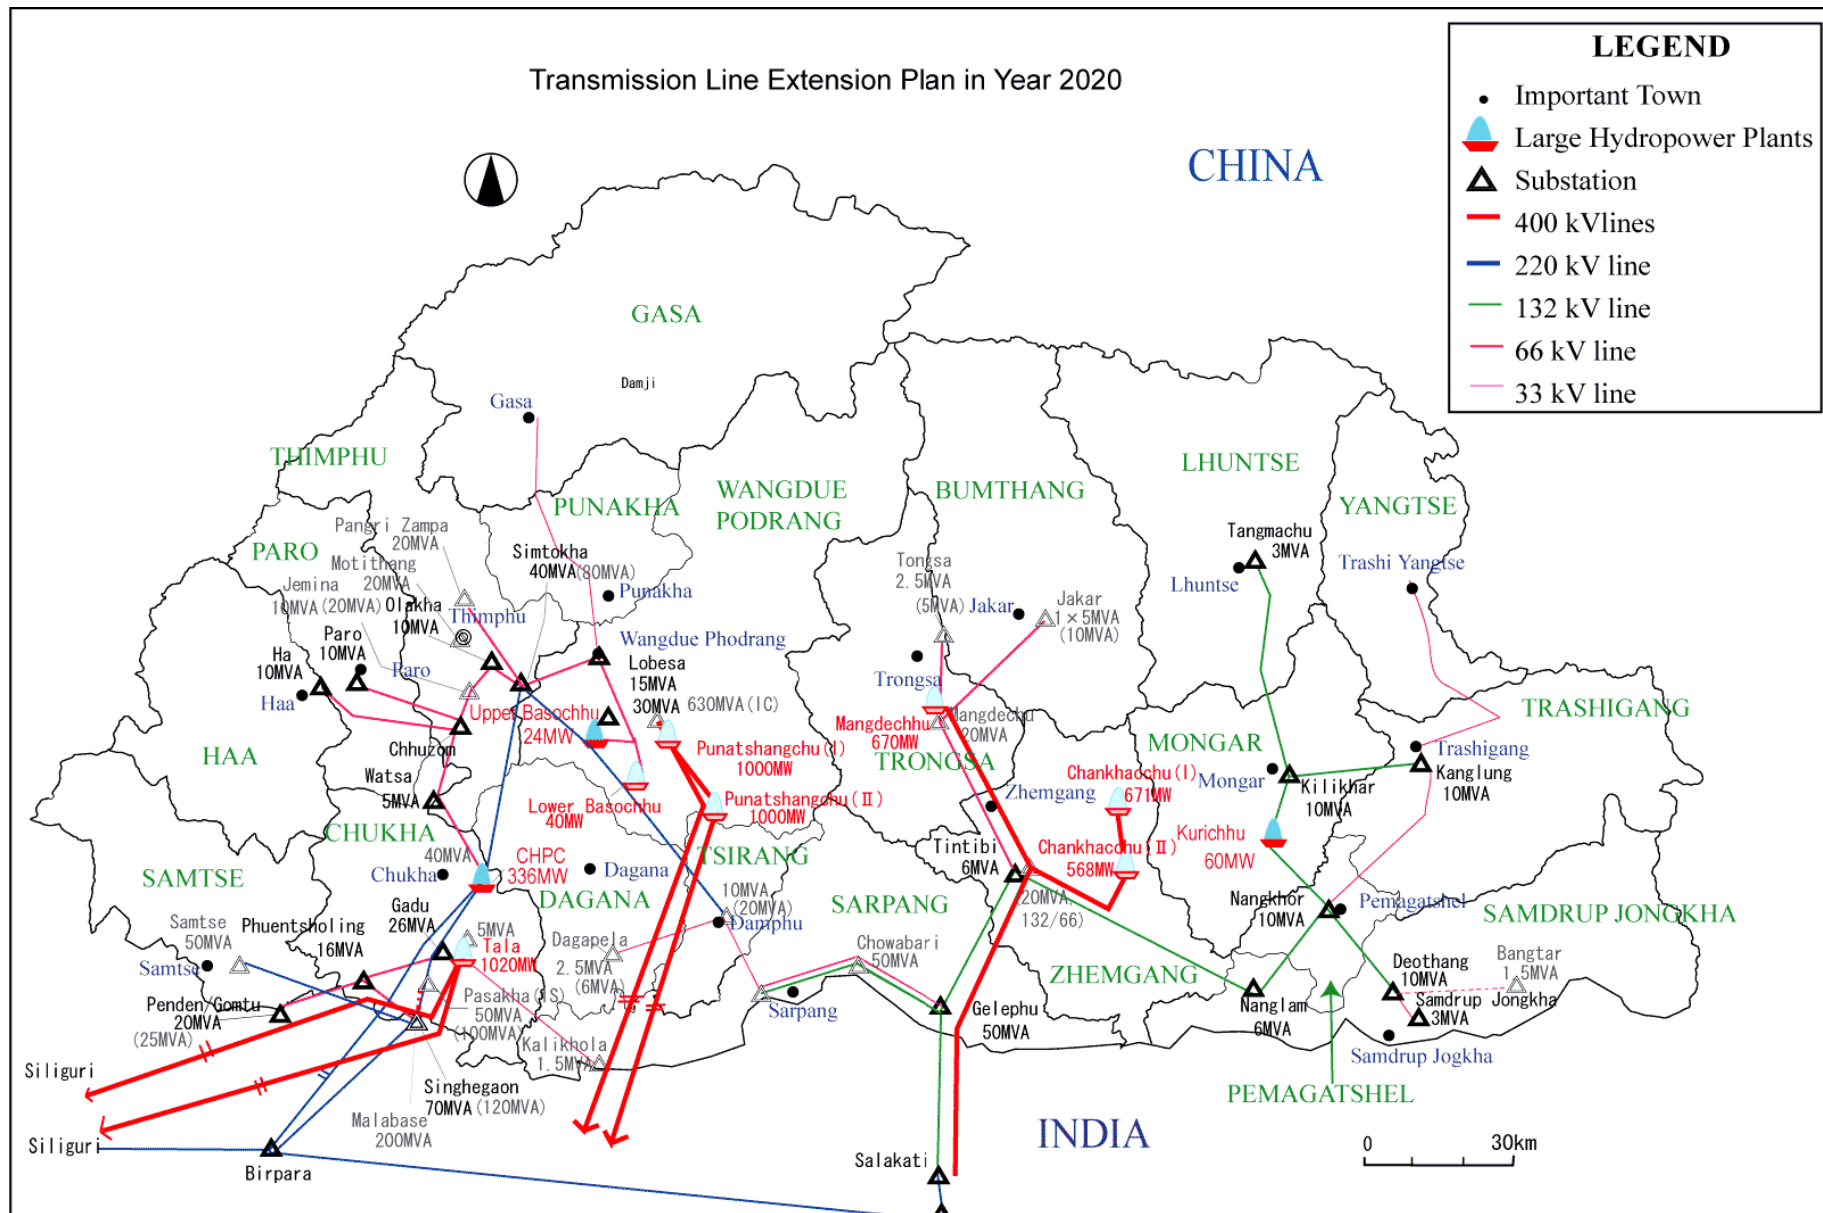 Transmission Line Extension Plan in Year 2020
LEGEND
Important Town
Large Hydropower Plants
Substation
400 kVlines
220 kV line
132 kV line
66 kV line
33 kV line
CHINA
GASA
Damji
Gasa
THIMPHU
PUNAKHA
WANGDUE
PODRANG
BUMTHANG
LHUNTSE
YANGTSE
Pangri Zampa
20MVA
PARO
Motithang
20MVA
Jemina
10MVA(20MVA)
Olakha
10MVA
Thimphu
Simtokha
40MVA(80MVA)
Punakha
Tongsa
2.5MVA
(5MVA)
Jakar
Jakar
1×5MVA
(10MVA)
Tangmachu
3MVA
Lhuntse
Trashi Yangtse
Paro
10MVA
Ha
10MVA
Paro
Haa
Wangdue Phodrang
Lobesa
15MVA
30MVA
630MVA(IC)
Trongsa
Upper Basochhu
24MW
Mangdechhu
670MW
Mangdechu
20MVA
TRASHIGANG
HAA
Chhuzom
Punatshangchu(I)
1000MW
TRONGSA
MONGAR
Trashigang
Watsa
5MVA
Lower Basochhu
40MW
Punatshangchu(Ⅱ)
1000MW
Zhemgang
Chankhacchu(I)
671MW
Mongar
Kilikhar
10MVA
Kanglung
10MVA
CHUKHA
40MVA
CHPC
336MW
TSIRANG
Tintibi
6MVA
Chankhacchu(Ⅱ)
568MW
Kurichhu
60MW
SAMTSE
Chukha
Dagana
DAGANA
10MVA
(20MVA)
Damphu
SARPANG
(20MVA,
132/66)
Nangkhor
10MVA
Pemagatshel
SAMDRUP JONGKHA
Samtse
50MVA
Phuentsholing
16MVA
Gadu
26MVA
5MVA
Tala
1020MW
Dagapela
2.5MVA
(6MVA)
Chowabari
50MVA
Samtse
ZHEMGANG
Deothang
10MVA
Bangtar
1.5MVA
Penden/Gomtu
20MVA
(25MVA)
Pasakha(IS)
50MVA
(100MVA)
Sarpang
Gelephu
50MVA
Nanglam
6MVA
Samdrup Jongkha
3MVA
Kalikhola
1.5MVA
Samdrup Jogkha
Siliguri
Singhegaon
70MVA(120MVA)
Malabase
200MVA
PEMAGATSHEL
INDIA
0 30km
Siliguri
Birpara
Salakati